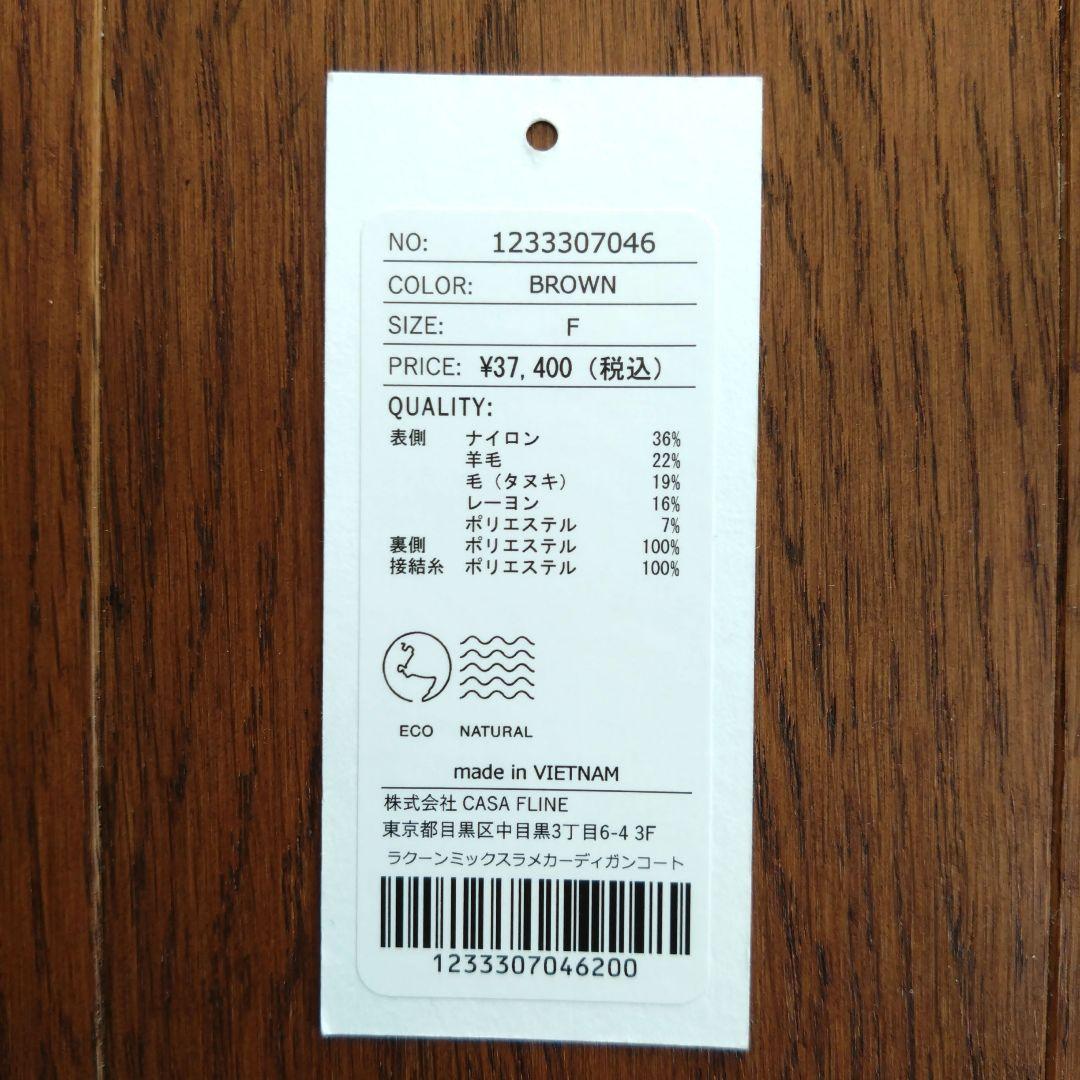 NO: 1233307046
COLOR: BROWN
SIZE: F
PRICE: ¥37,400（税込）
QUALITY:
表側 ナイロン 36%
羊毛 22%
毛（タヌキ） 19%
レーヨン 16%
ポリエステル 7%
裏側 ポリエステル 100%
接結糸 ポリエステル 100%
ECO NATURAL
made in VIETNAM
株式会社 CASA FLINE
東京都目黒区中目黒3丁目6-4 3F
ラクーンミックスラメカーディガンコート
1233307046200